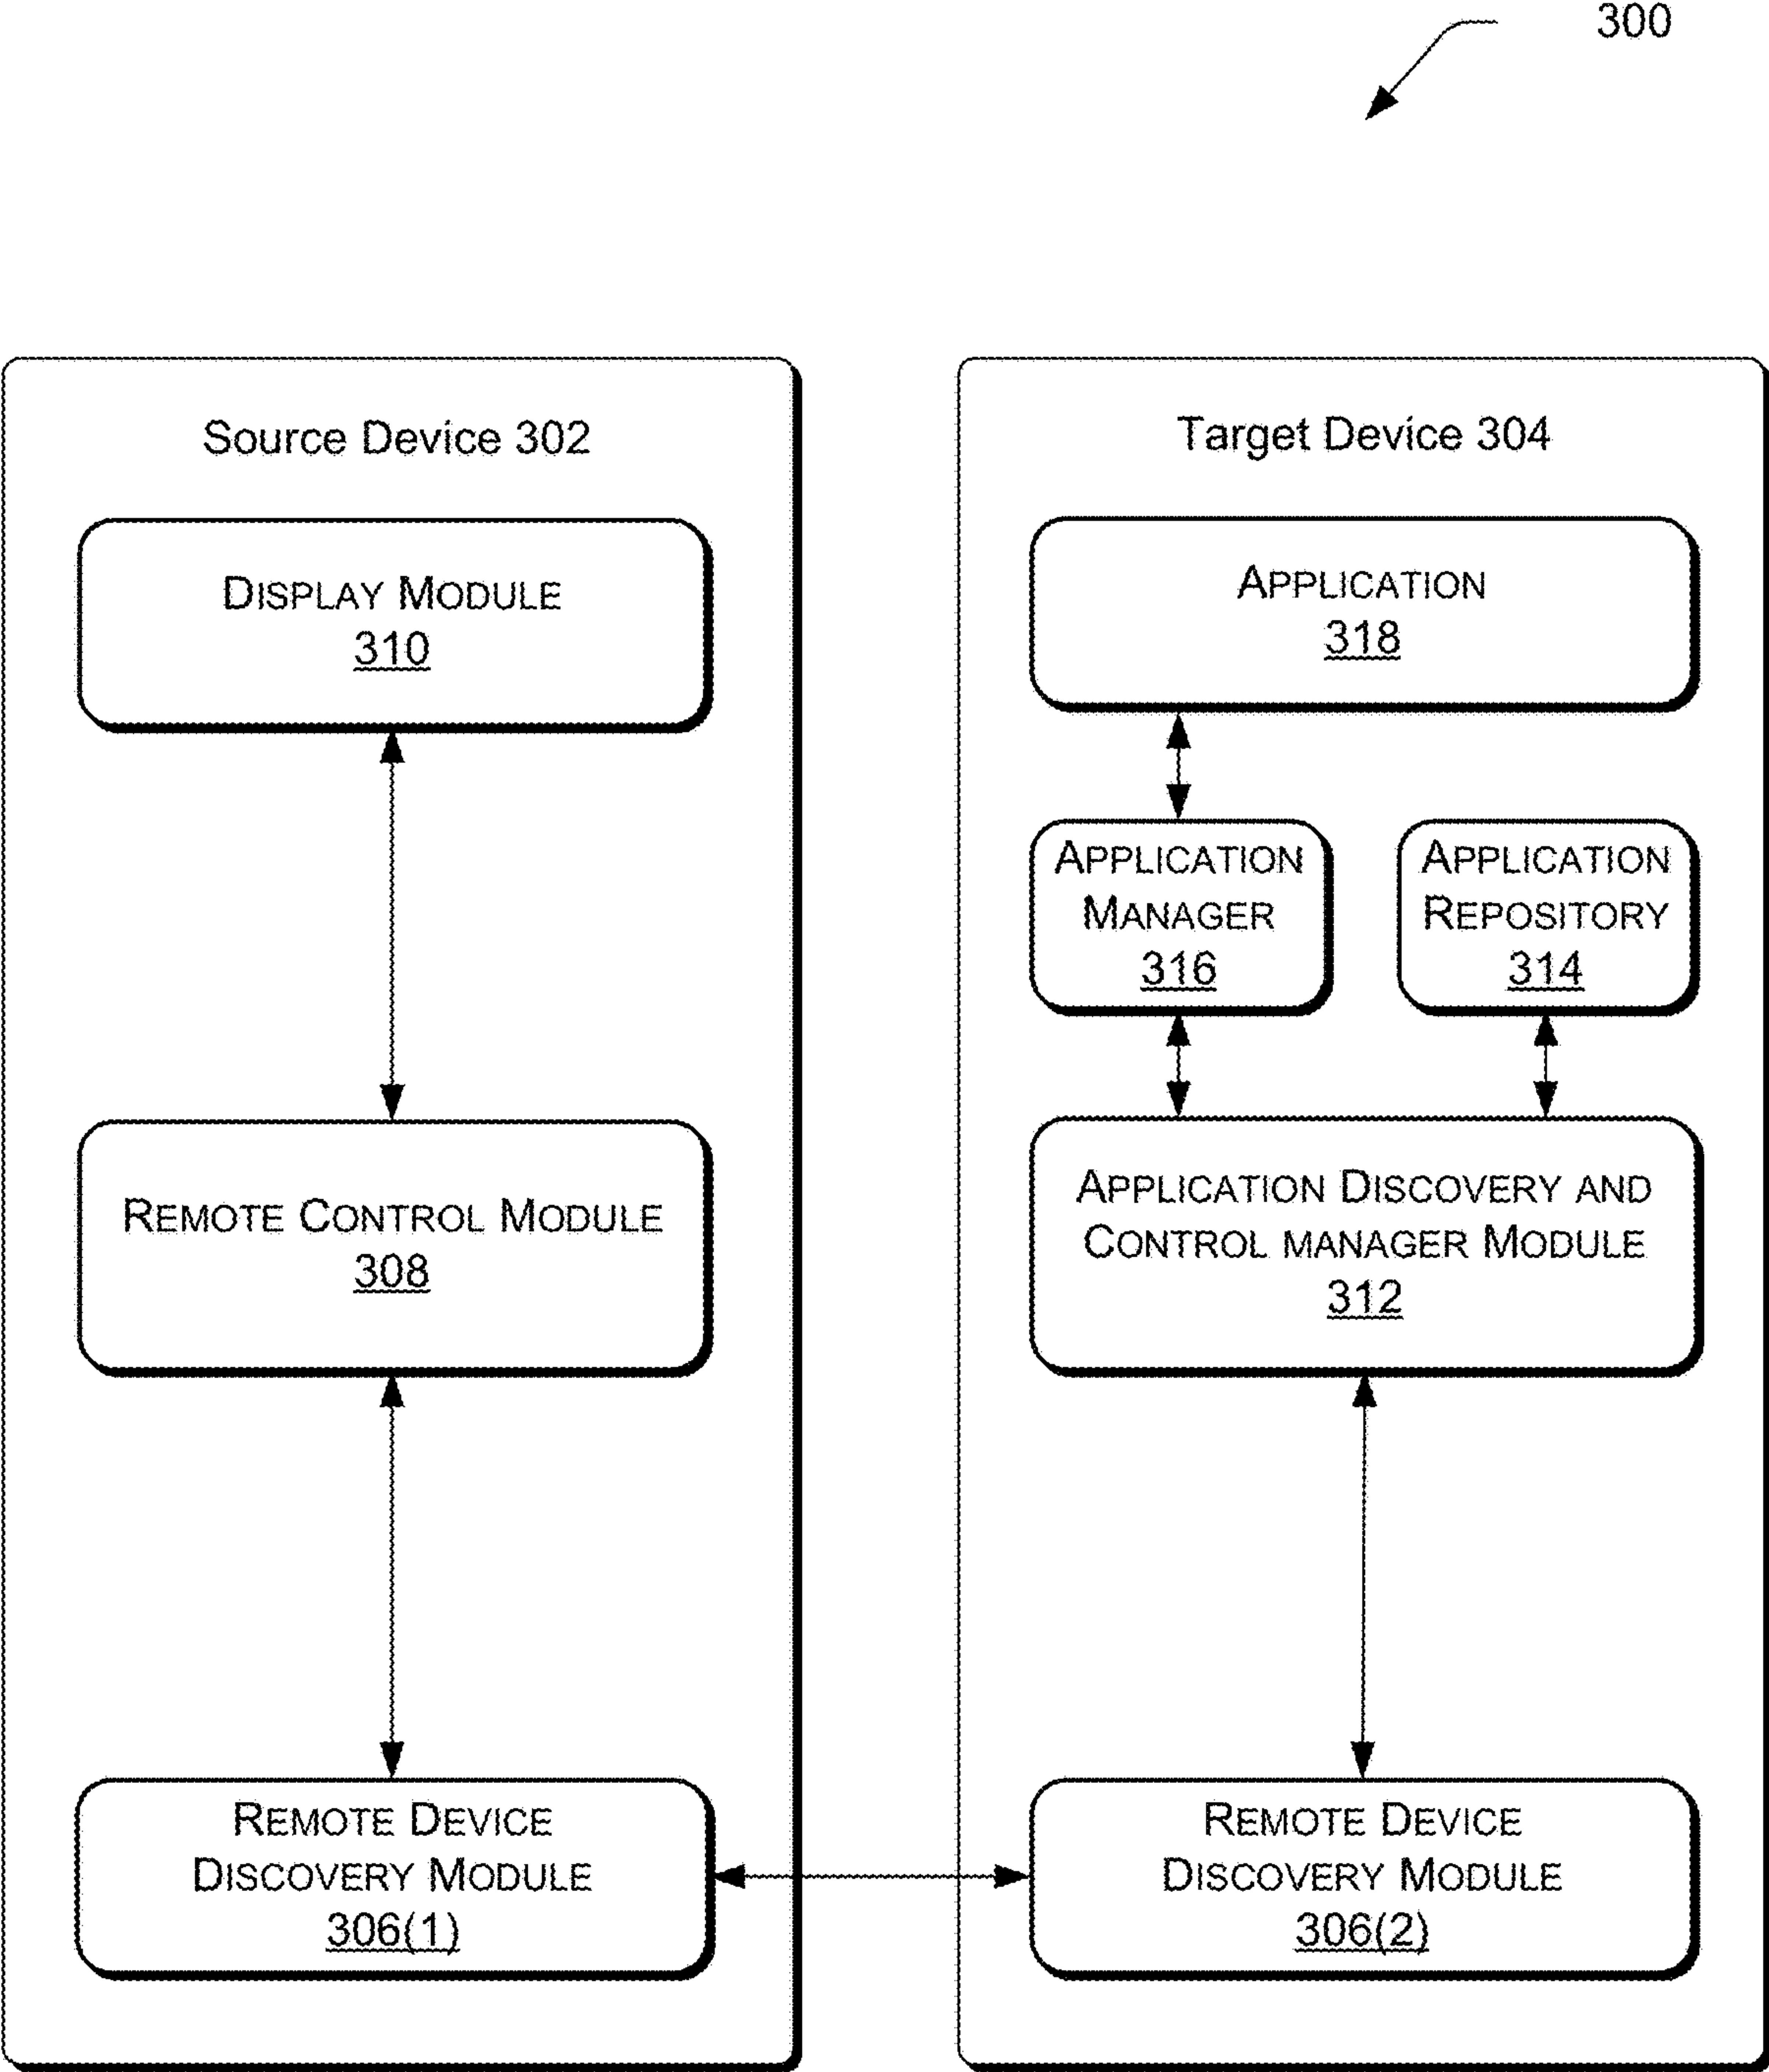 300
Source Device 302
DISPLAY MODULE
310
REMOTE CONTROL MODULE
308
REMOTE DEVICE
DISCOVERY MODULE
306(1)
Target Device 304
APPLICATION
318
APPLICATION
MANAGER
316
APPLICATION
REPOSITORY
314
APPLICATION DISCOVERY AND
CONTROL MANAGER MODULE
312
REMOTE DEVICE
DISCOVERY MODULE
306(2)